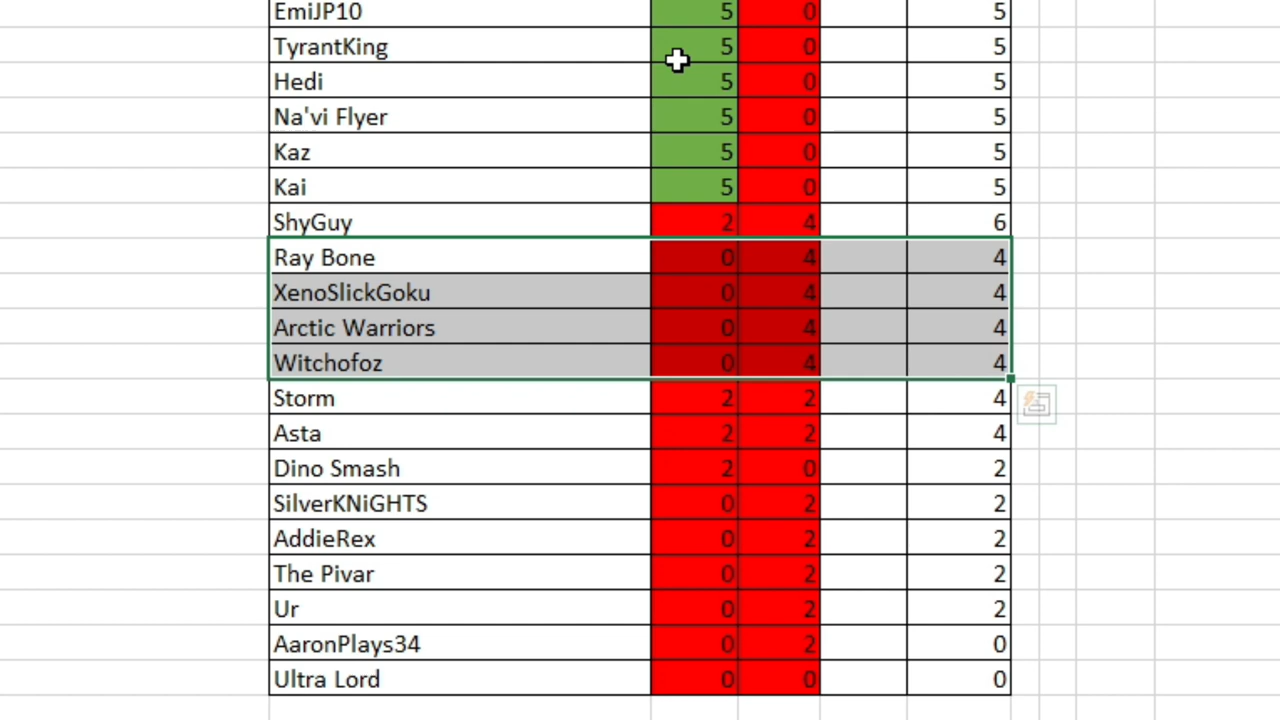 EmiJP10 5 0 5
TyrantKing 5 0 5
Hedi 5 0 5
Na'vi Flyer 5 0 5
Kaz 5 0 5
Kai 5 0 5
ShyGuy 2 4 6
Ray Bone 0 4 4
XenoSlickGoku 0 4 4
Arctic Warriors 0 4 4
Witchofoz 0 4 4
Storm 2 2 4
Asta 2 2 4
Dino Smash 2 0 2
SilverKNiGHTS 0 2 2
AddieRex 0 2 2
The Pivar 0 2 2
Ur 0 2 2
AaronPlays34 0 2 0
Ultra Lord 0 0 0